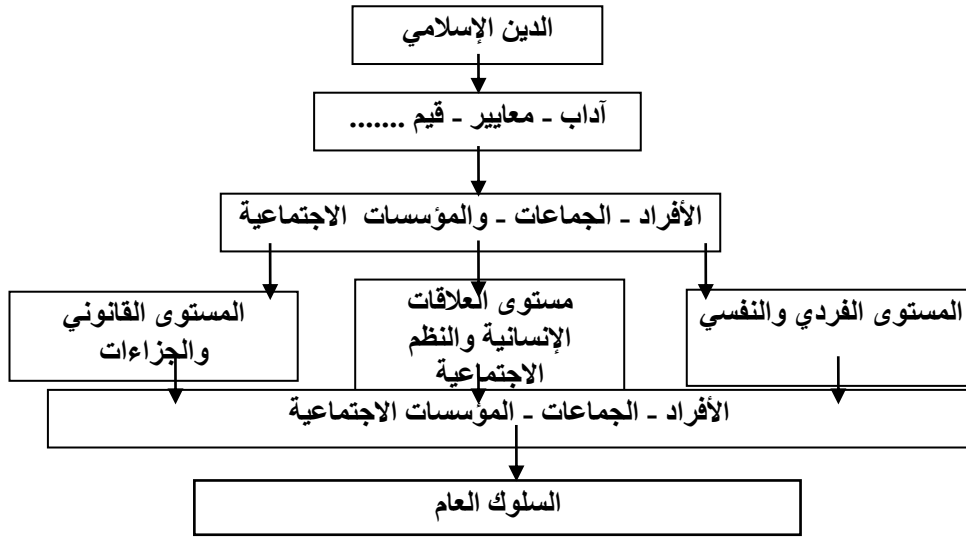 الدين الإسلامي
آداب - معايير - قيم .......
الأفراد - الجماعات - والمؤسسات الاجتماعية
المستوى الفردي والنفسي
مستوى العلاقات
الإنسانية والنظم
الاجتماعية
المستوى القانوني
والجزاءات
الأفراد - الجماعات - المؤسسات الاجتماعية
السلوك العام